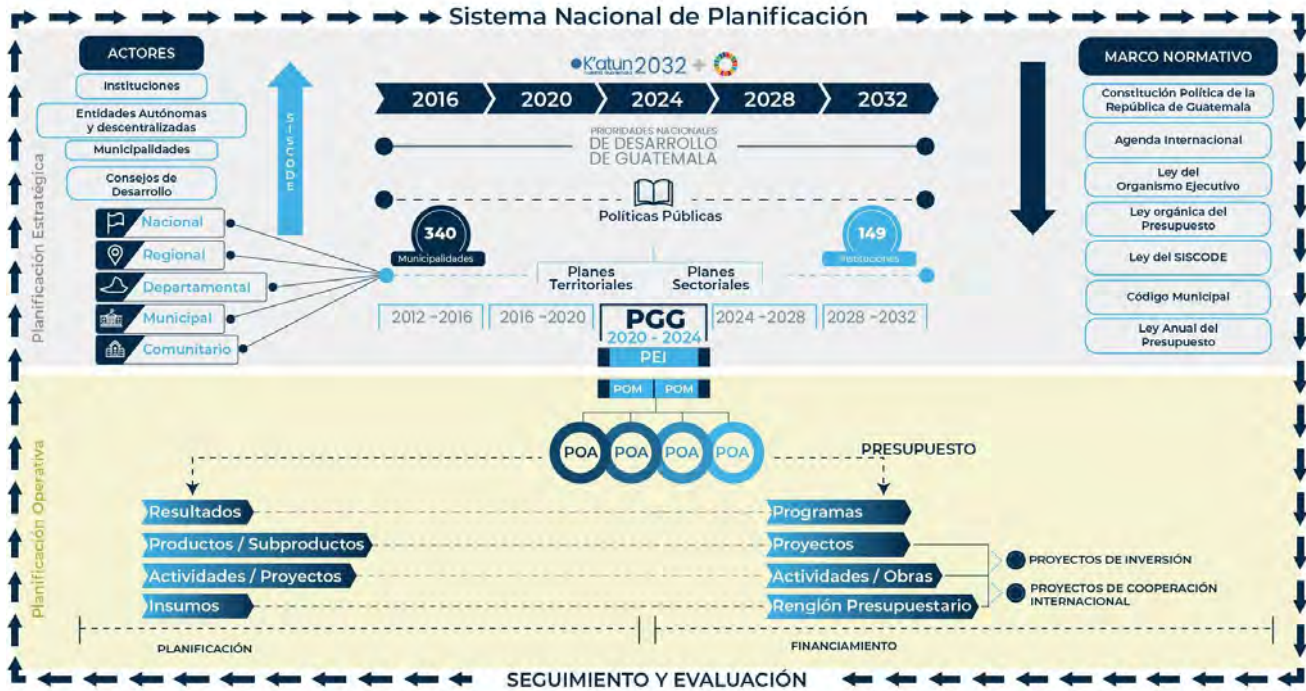 Sistema Nacional de Planificación
Planificación Estratégica
ACTORES
Instituciones
Entidades Autónomas
y descentralizadas
Municipalidades
Consejos de
Desarrollo
Nacional
Regional
Departamental
Municipal
Comunitario
SISCODE
K'atun 2032 +
2016
2020
2024
2028
2032
PRIORIDADES NACIONALES
DE DESARROLLO
DE GUATEMALA
Políticas Públicas
340
Municipalidades
149
Instituciones
Planes
Territoriales
Planes
Sectoriales
2012 -2016
2016 -2020
PGG
2020 - 2024
2024 -2028
2028 -2032
PEI
POM
POM
MARCO NORMATIVO
Constitución Política de la
República de Guatemala
Agenda Internacional
Ley del
Organismo Ejecutivo
Ley orgánica del
Presupuesto
Ley del SISCODE
Código Municipal
Ley Anual del
Presupuesto
Planificación Operativa
POA
POA
POA
POA
PRESUPUESTO
Resultados
Productos / Subproductos
Actividades / Proyectos
Insumos
Programas
Proyectos
Actividades / Obras
Renglón Presupuestario
PROYECTOS DE INVERSIÓN
PROYECTOS DE COOPERACIÓN
INTERNACIONAL
PLANIFICACIÓN
FINANCIAMIENTO
SEGUIMIENTO Y EVALUACIÓN